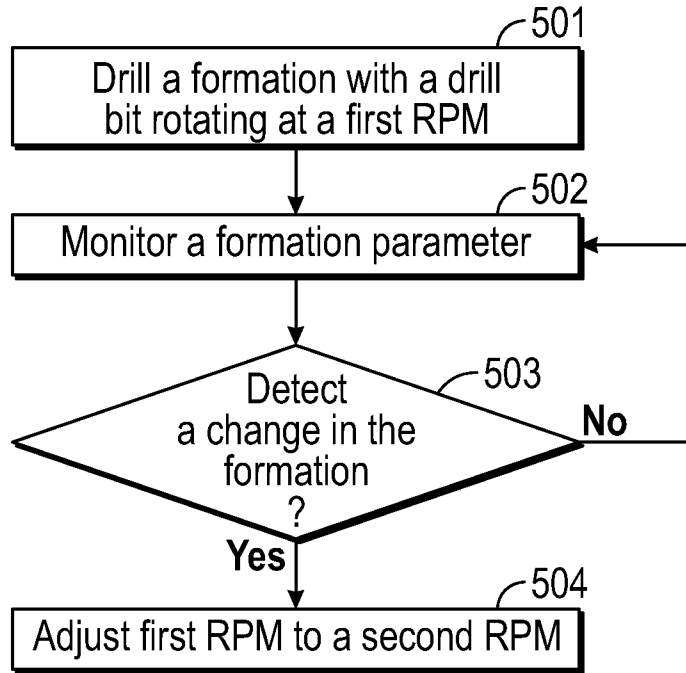 501
Drill a formation with a drill
bit rotating at a first RPM
502
Monitor a formation parameter
503
Detect
a change in the
formation
?
No
Yes
504
Adjust first RPM to a second RPM